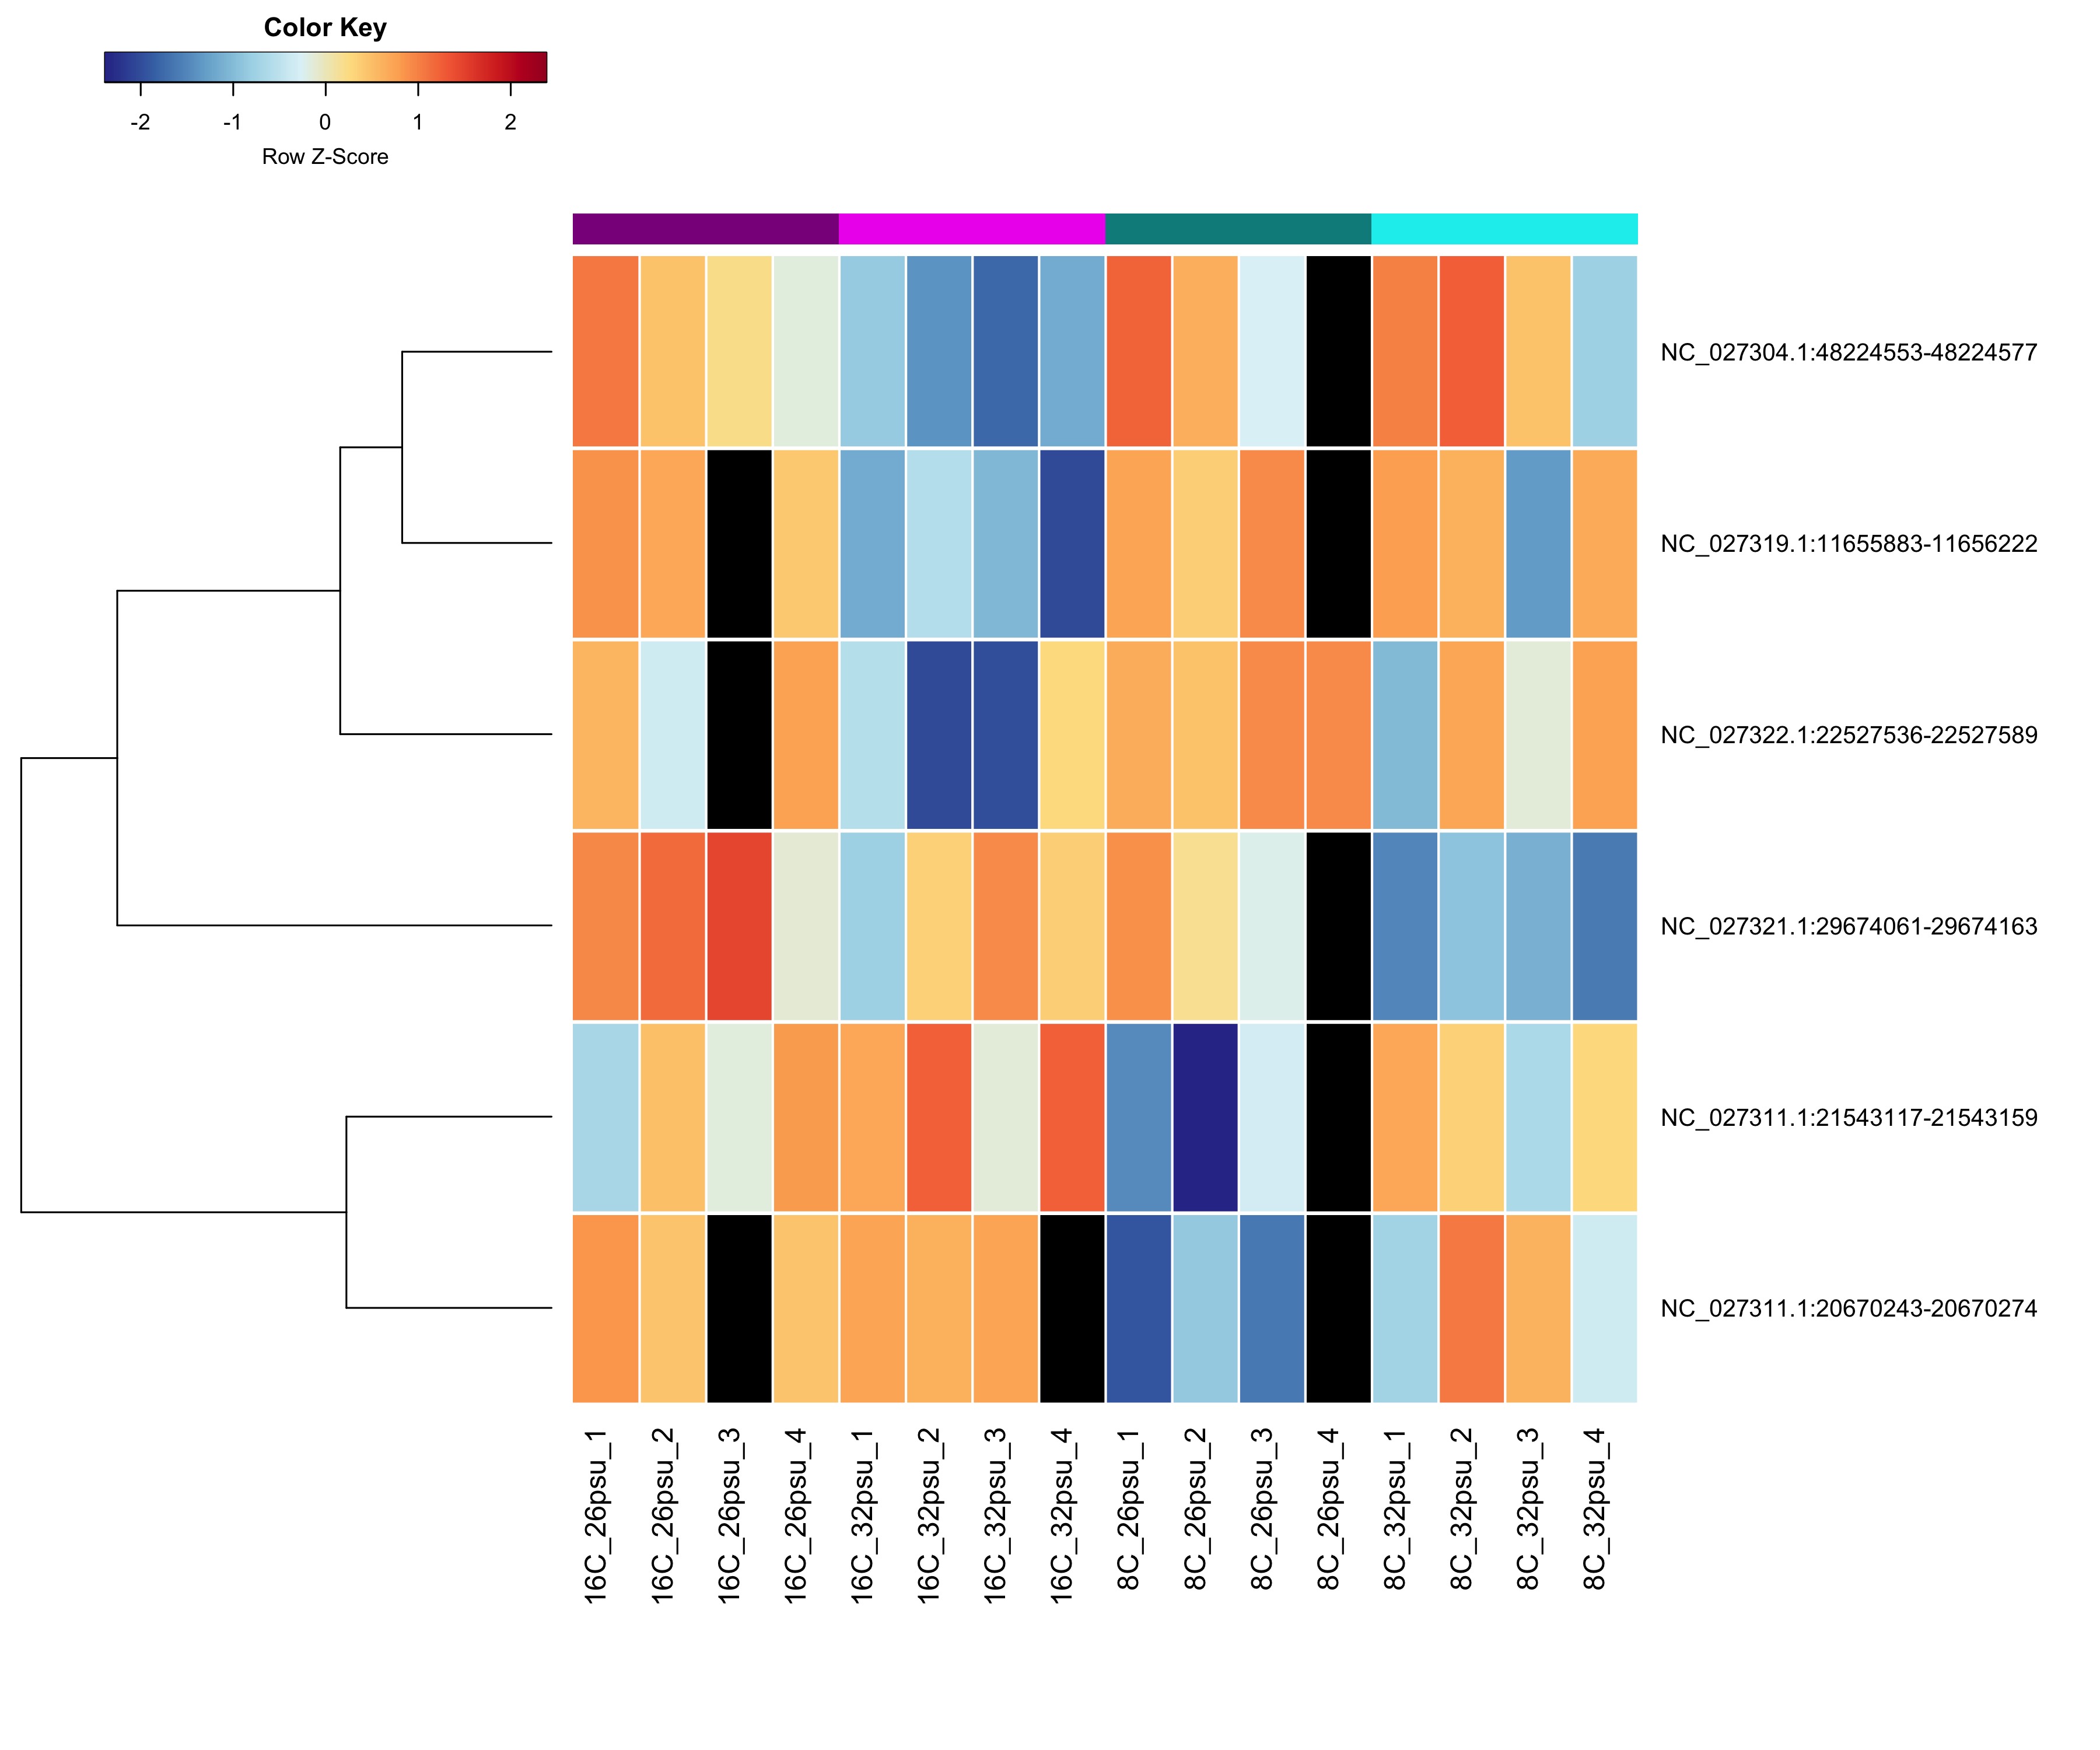 Color Key
-2 -1 0 1 2
Row Z-Score
NC_027304.1:48224553-48224577
NC_027319.1:11655883-11656222
NC_027322.1:22527536-22527589
NC_027321.1:29674061-29674163
NC_027311.1:21543117-21543159
NC_027311.1:20670243-20670274
16C_26psu_1
16C_26psu_2
16C_26psu_3
16C_26psu_4
16C_32psu_1
16C_32psu_2
16C_32psu_3
16C_32psu_4
8C_26psu_1
8C_26psu_2
8C_26psu_3
8C_26psu_4
8C_32psu_1
8C_32psu_2
8C_32psu_3
8C_32psu_4